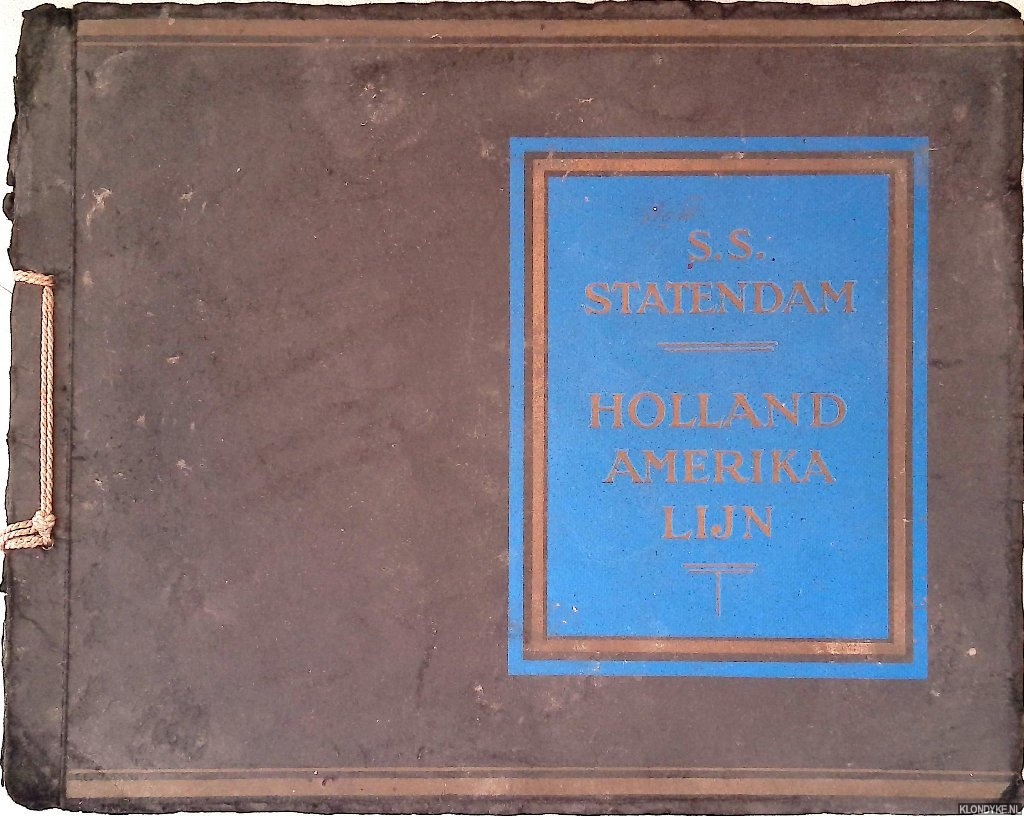 S.S.
STATENDAM
HOLLAND
AMERIKA
LIJN
KLONDYKE.NL